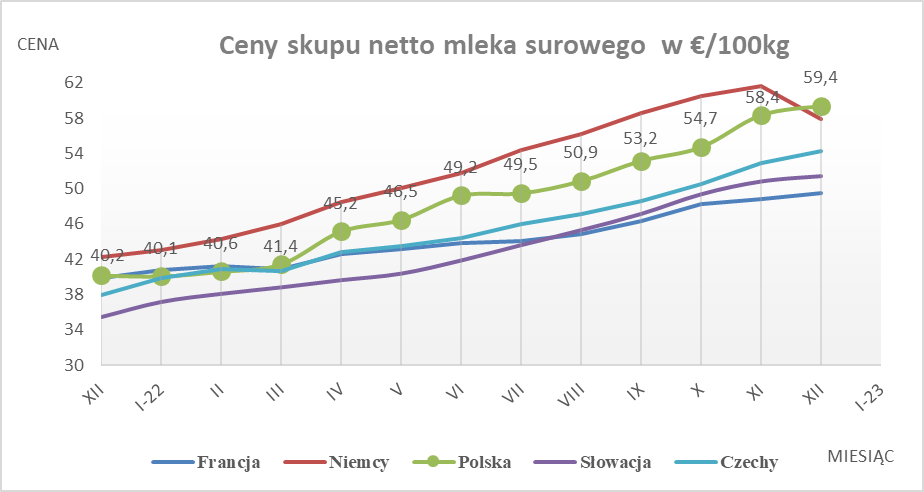 CENA
Ceny skupu netto mleka surowego w €/100kg
62
58
54
50
46
42
38
34
30
40,2
40,1
40,6
41,4
45,2
46,5
49,2
49,5
50,9
53,2
54,7
58,4
59,4
XII
I-22
II
III
IV
V
VI
VII
VIII
IX
X
XI
XII
I-23
Francja
Niemcy
Polska
Słowacja
Czechy
MIESIĄC